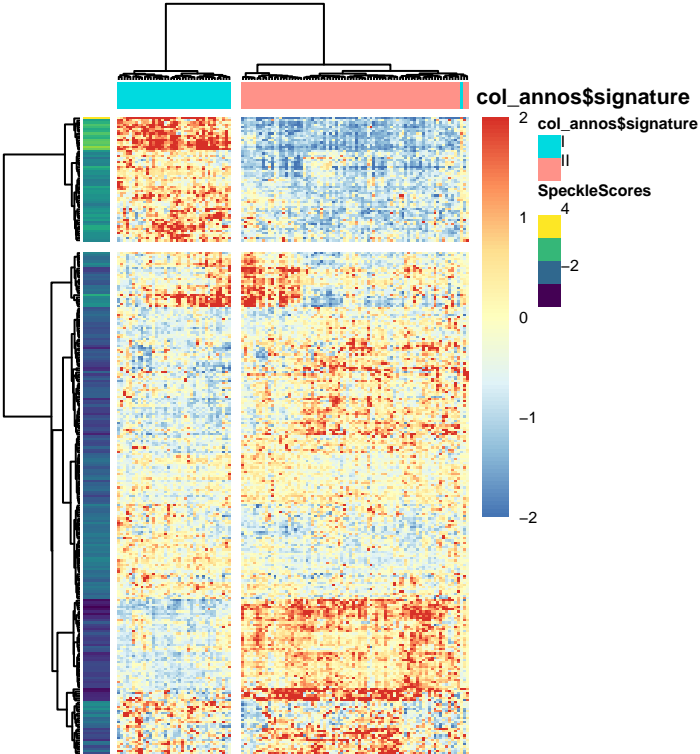 col_annos$signature
2
1
0
−1
−2
col_annos$signature
I
II
SpeckleScores
4
−2